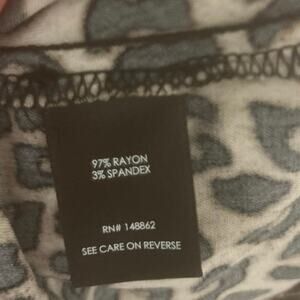 97% RAYON
3% SPANDEX
RN# 148862
SEE CARE ON REVERSE